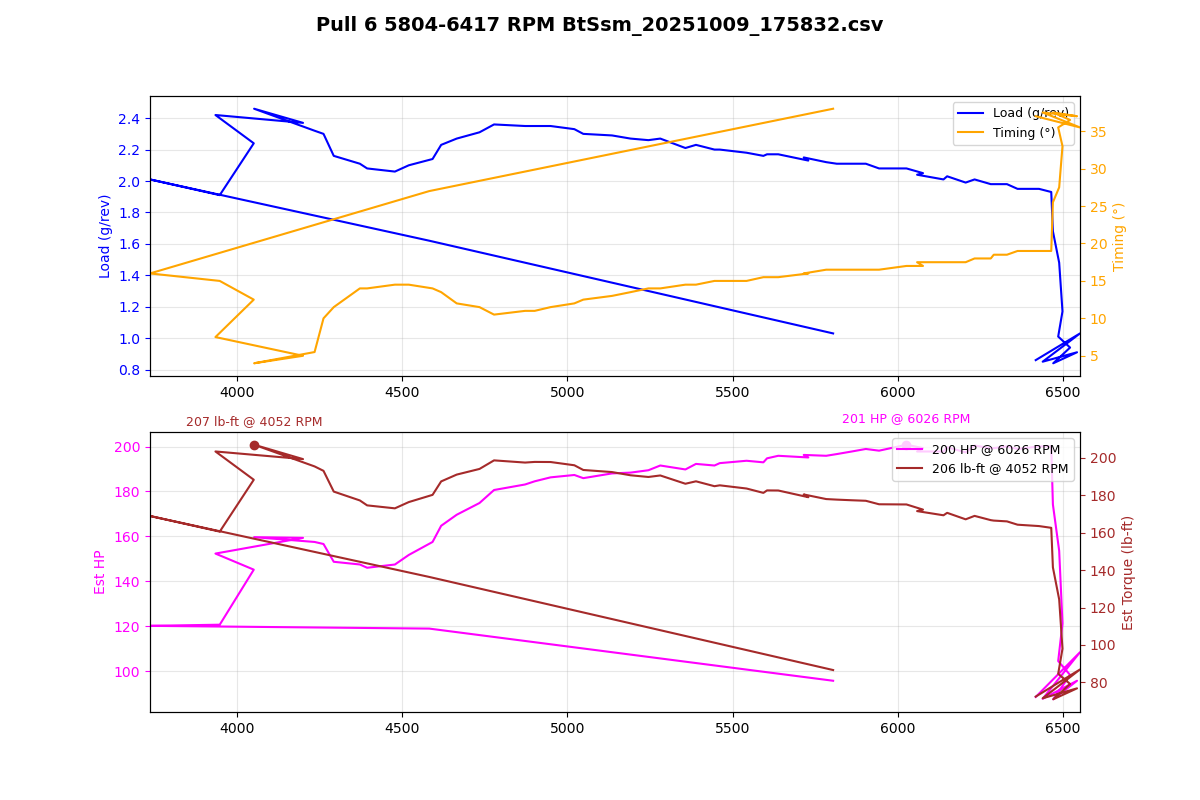 Pull 6 5804-6417 RPM BtSsm_20251009_175832.csv
Load (g/rev)
Timing (°)
2.4
2.2
2.0
1.8
1.6
1.4
1.2
1.0
0.8
Load (g/rev)
35
30
25
20
15
10
5
Timing (°)
4000 4500 5000 5500 6000 6500
207 lb-ft @ 4052 RPM
201 HP @ 6026 RPM
200 HP @ 6026 RPM
206 lb-ft @ 4052 RPM
200
180
160
140
120
100
Est HP
200
180
160
140
120
100
80
Est Torque (lb-ft)
4000 4500 5000 5500 6000 6500